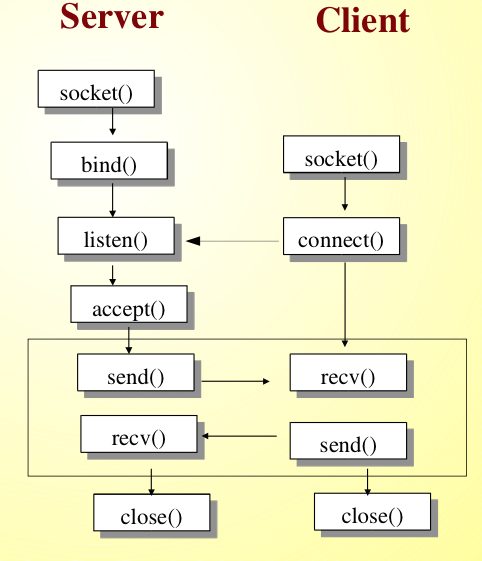 Server
Client
socket()
bind()
socket()
listen()
connect()
accept()
send()
recv()
recv()
send()
close()
close()